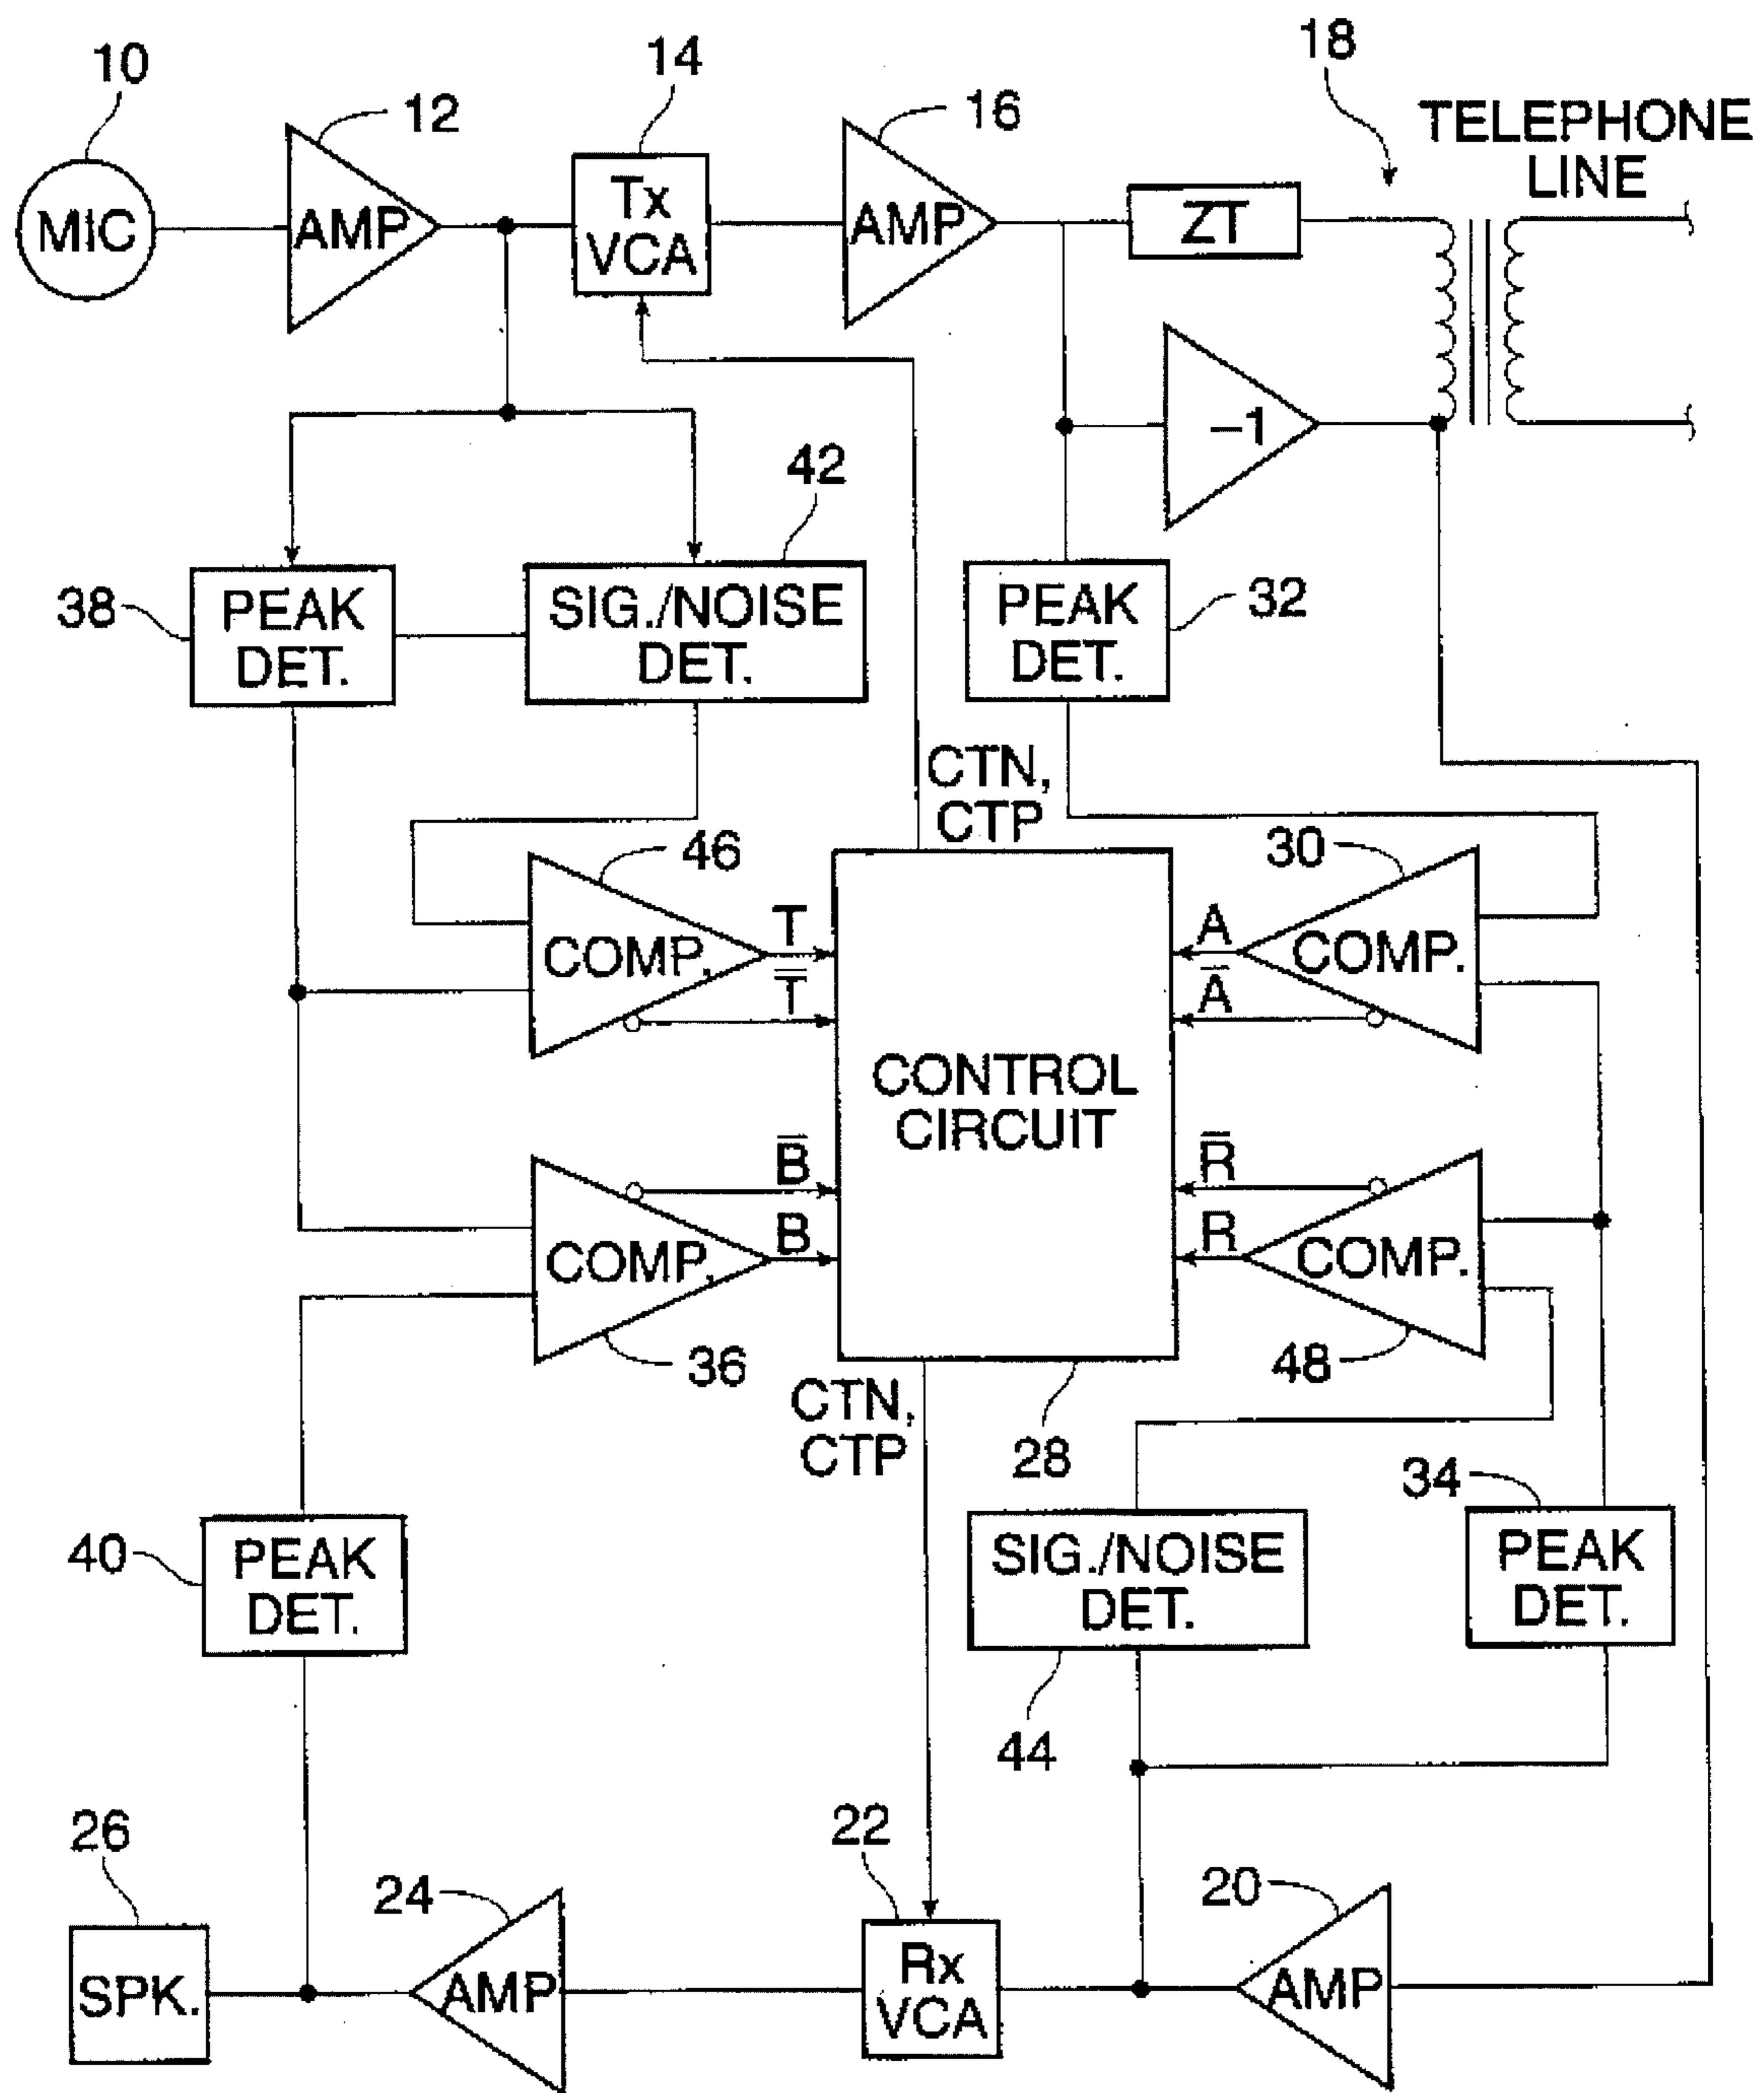 10
12
14
16
18
TELEPHONE
LINE
MIC
AMP
Tx
VCA
AMP
ZT
–1
42
38
PEAK
DET.
SIG./NOISE
DET.
PEAK
DET.
32
CTN,
CTP
46
30
COMP.
T
T̅
A
A̅
COMP.
CONTROL
CIRCUIT
B̅
B
COMP.
R̅
R
COMP.
36
48
CTN,
CTP
28
34
40
PEAK
DET.
SIG./NOISE
DET.
PEAK
DET.
44
26
24
22
20
SPK.
AMP
Rx
VCA
AMP